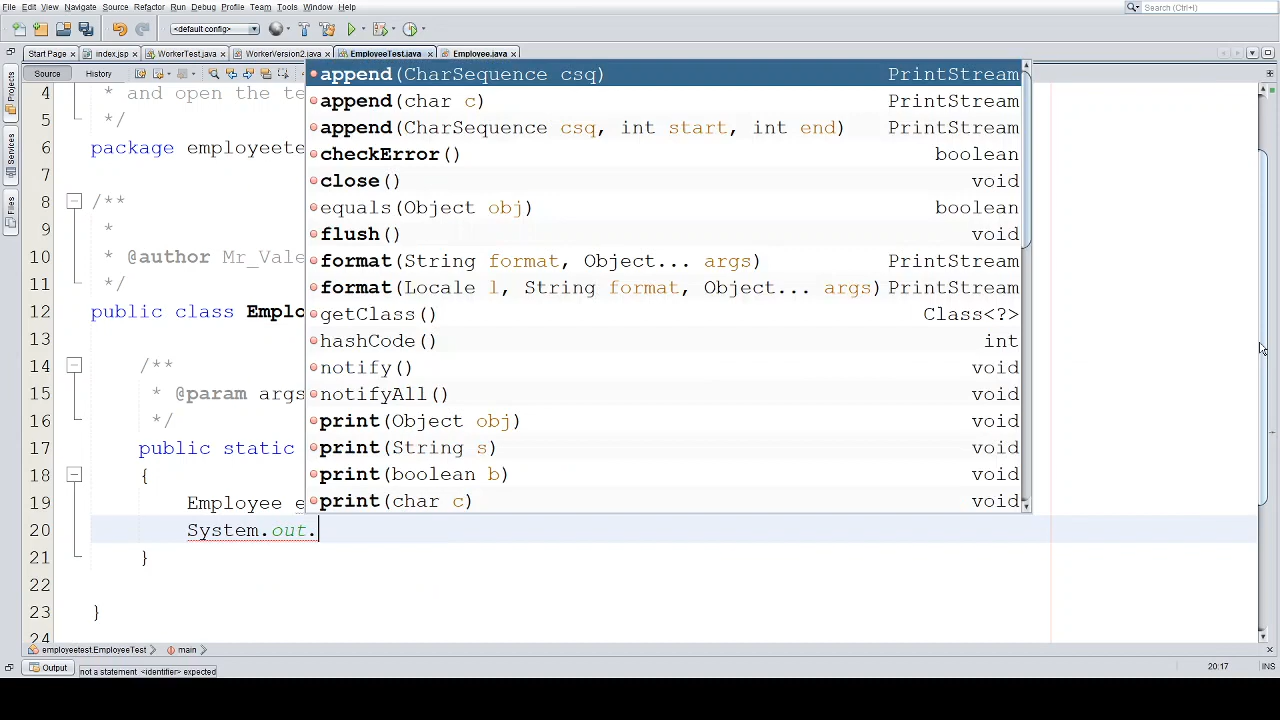 File Edit View Navigate Source Refactor Run Debug Profile Team Tools Window Help
Search (Ctrl+I)
<default config>
Start Page index.jsp WorkerTest.java WorkerVersion2.java EmployeeTest.java Employee.java
Source History
Projects
Services
Files
append(CharSequence csq) PrintStream
append(char c) PrintStream
append(CharSequence csq, int start, int end) PrintStream
checkError() boolean
close() void
equals(Object obj) boolean
flush() void
format(String format, Object... args) PrintStream
format(Locale l, String format, Object... args) PrintStream
getClass() Class<?>
hashCode() int
notify() void
notifyAll() void
print(Object obj) void
print(String s) void
print(boolean b) void
print(char c) void
4 * and open the te
5 */
6 package employeete
7
8 /**
9 *
10 * @author Mr_Vale
11 */
12 public class Emplo
13
14 /**
15 * @param args
16 */
17 public static
18 {
19 Employee e
20 System.out.
21 }
22
23 }
24
employeetest.EmployeeTest main
Output not a statement <identifier> expected 20:17 INS